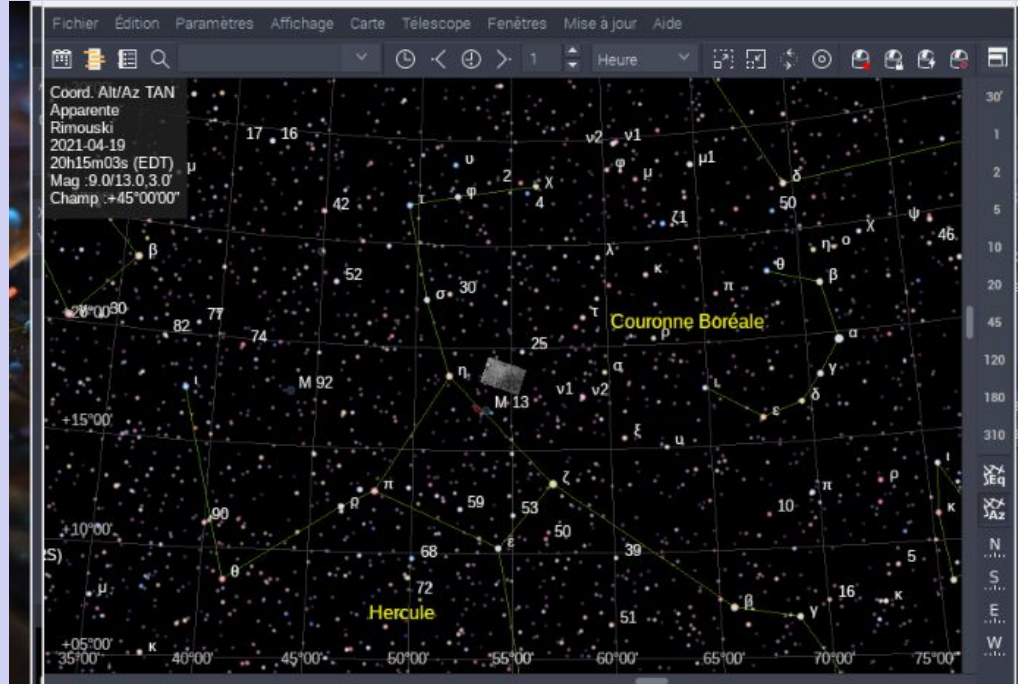 Fichier Édition Paramètres Affichage Carte Télescope Fenêtres Mise à jour Aide
1 Heure
Coord. Alt/Az TAN
Apparente
Rimouski
2021-04-19
20h15m03s (EDT)
Mag :9.0/13.0,3.0'
Champ :+45°00'00"
30'
1
2
5
10
20
45
120
180
310
Eq
Az
N
S
E
W
17 16 ν2 ν1
μ υ φ μ μ1
2 χ δ
τ φ 4 50
42 ζ1 χ ψ
η ο 46
β λ
52 κ θ β
σ 30 π
+20°00' 30 τ
77 Couronne Boréale ρ
82 74 25 α
α γ
ι M 92 η ν1 ν2 ι δ
M 13 ε
+15°00'
ξ u ι
π ζ π ρ
ρ 59 53 10 κ
90 50
+10°00' ε 39
RS) 68 5
θ
μ 72 16 κ
Hercule β γ
51
+05°00' κ
35°00' 40°00' 45°00' 50°00' 55°00' 60°00' 65°00' 70°00' 75°00'